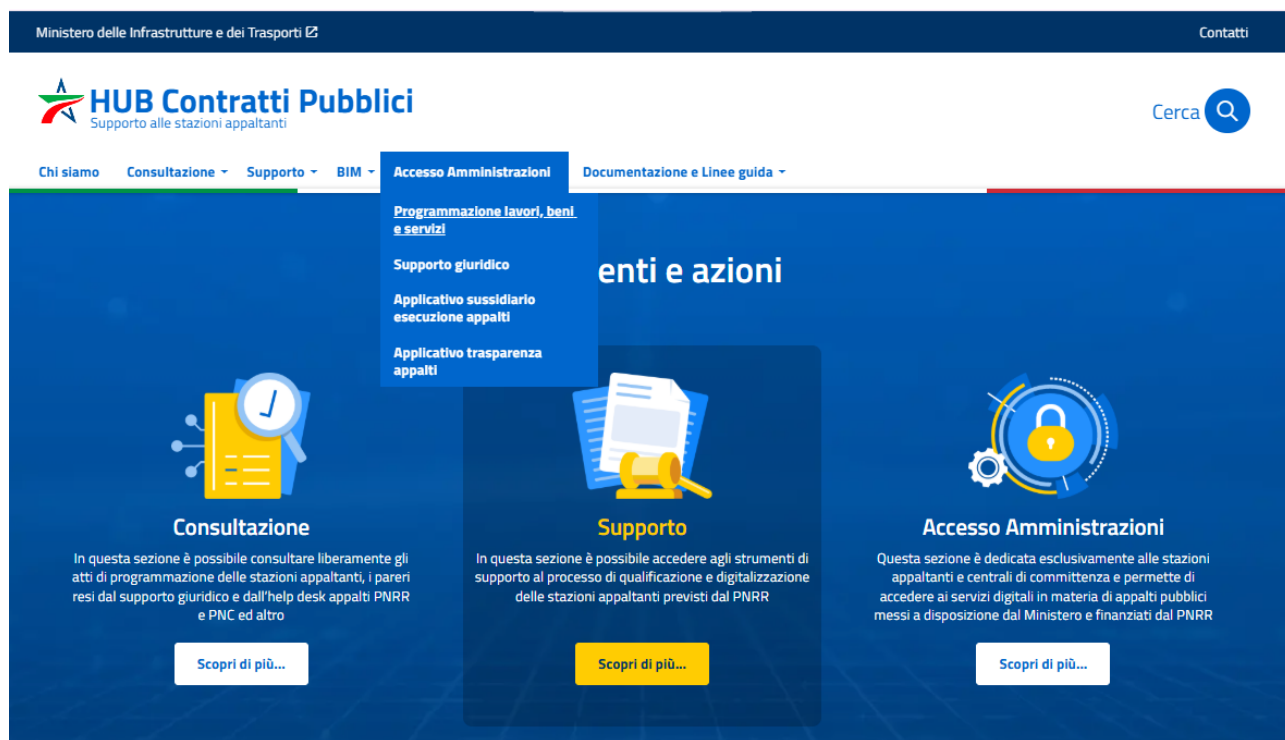 Ministero delle Infrastrutture e dei Trasporti
Contatti
HUB Contratti Pubblici
Supporto alle stazioni appaltanti
Cerca
Chi siamo
Consultazione
Supporto
BIM
Accesso Amministrazioni
Documentazione e Linee guida
Programmazione lavori, beni
e servizi
Supporto giuridico
Applicativo sussidiario
esecuzione appalti
Applicativo trasparenza
appalti
enti e azioni
Consultazione
In questa sezione è possibile consultare liberamente gli
atti di programmazione delle stazioni appaltanti, i pareri
resi dal supporto giuridico e dall'help desk appalti PNRR
e PNC ed altro
Scopri di più...
Supporto
In questa sezione è possibile accedere agli strumenti di
supporto al processo di qualificazione e digitalizzazione
delle stazioni appaltanti previsti dal PNRR
Scopri di più...
Accesso Amministrazioni
Questa sezione è dedicata esclusivamente alle stazioni
appaltanti e centrali di committenza e permette di
accedere ai servizi digitali in materia di appalti pubblici
messi a disposizione dal Ministero e finanziati dal PNRR
Scopri di più...